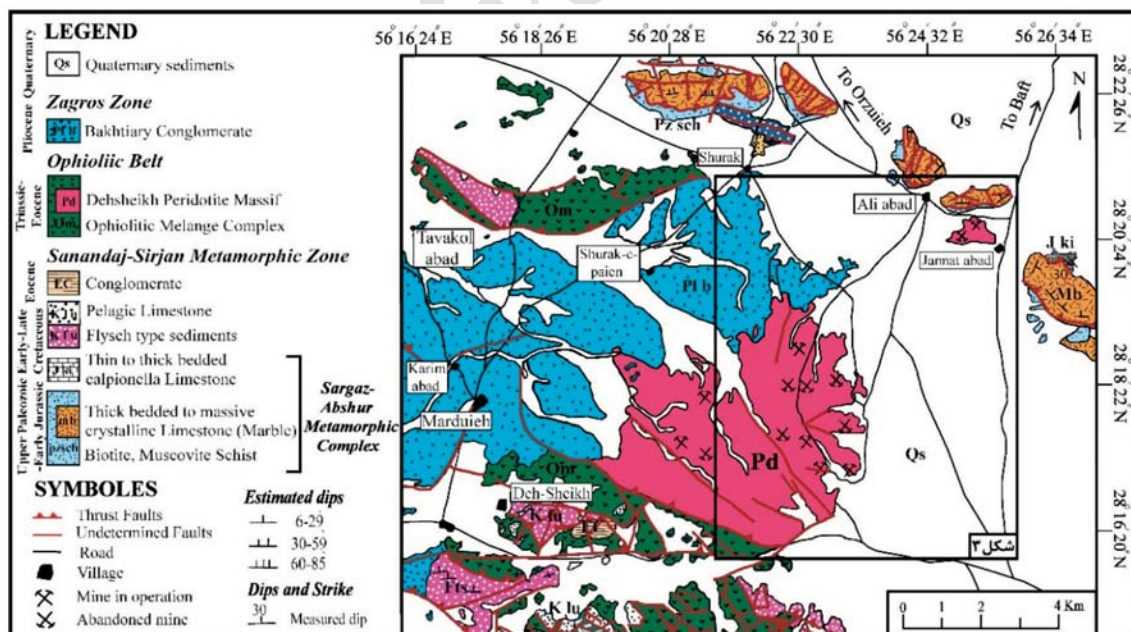 LEGEND
Quaternary
Qs Quaternary sediments
Zagros Zone
Pliocene
Bakhtiary Conglomerate
Ophioliic Belt
Trinssic-Eocene
Pd Dehsheikh Peridotite Massif
Om Ophiolitic Melange Complex
Sanandaj-Sirjan Metamorphic Zone
Eocene
EC Conglomerate
Early-Late Cretaceous
K lu Pelagic Limestone
K fu Flysch type sediments
Thin to thick bedded
calpionella Limestone
Upper Paleozoic
-Early Jurassic
mb Thick bedded to massive
crystalline Limestone (Marble)
pzsch Biotite, Muscovite Schist
Sargaz-
Abshur
Metamorphic
Complex
SYMBOLS
Thrust Faults
Undetermined Faults
Road
Village
Mine in operation
Abandoned mine
Estimated dips
6-29
30-59
60-85
Dips and Strike
30 Measured dip
56 16 24 E
56 18 26 E
56 20 28 E
56 22 30 E
56 24 32 E
56 26 34 E
28 22 26 N
28 20 24 N
28 18 22 N
28 16 20 N
N
To Orzuieh
To Baft
Qs
Pz sch
Shurak
Ali abad
Om
Tavakol
abad
Shurak-e-
paien
Jannat abad
J ki
30
Mb
Pl b
Karim
abad
Marduieh
Pd
Qs
Deh-Sheikh
K fu
EC
شکل ۳
K lu
0 1 2 4 Km